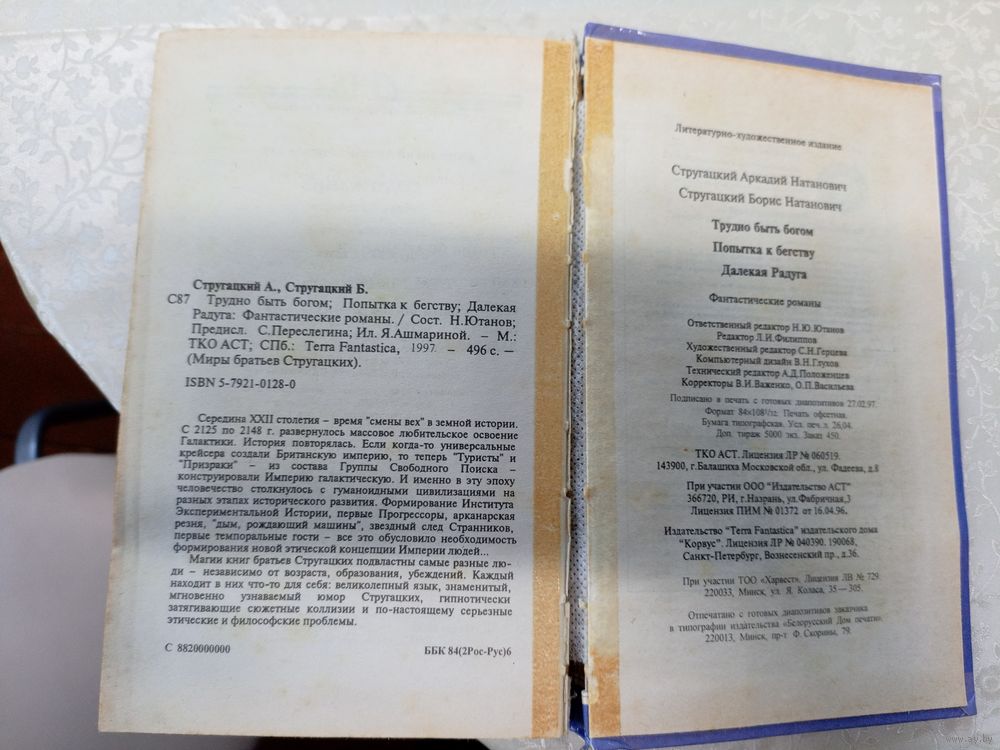 Стругацкий А., Стругацкий Б.
С87 Трудно быть богом; Попытка к бегству; Далекая
Радуга: Фантастические романы. / Сост. Н.Ютанов;
Предисл. С.Переслегина; Ил. Я.Ашмариной. – М.:
ТКО АСТ; СПб.: Terra Fantastica, 1997. – 496 с. –
(Миры братьев Стругацких).
ISBN 5-7921-0128-0
Середина XXII столетия – время "смены вех" в земной истории.
С 2125 по 2148 г. развернулось массовое любительское освоение
Галактики. История повторялась. Если когда-то универсальные
крейсера создали Британскую империю, то теперь "Туристы" и
"Призраки" – из состава Группы Свободного Поиска –
конструировали Империю галактическую. И именно в эту эпоху
человечество столкнулось с гуманоидными цивилизациями на
разных этапах исторического развития. Формирование Института
Экспериментальной Истории, первые Прогрессоры, арканарская
резня, "дым, рождающий машины", звездный след Странников,
первые темпоральные гости – все это обусловило необходимость
формирования новой этической концепции Империи людей...
Магии книг братьев Стругацких подвластны самые разные лю-
ди – независимо от возраста, образования, убеждений. Каждый
находит в них что-то для себя: великолепный язык, знаменитый,
мгновенно узнаваемый юмор Стругацких, гипнотически
затягивающие сюжетные коллизии и по-настоящему серьезные
этические и философские проблемы.
С 8820000000
ББК 84(2Рос-Рус)6
Литературно-художественное издание
Стругацкий Аркадий Натанович
Стругацкий Борис Натанович
Трудно быть богом
Попытка к бегству
Далекая Радуга
Фантастические романы
Ответственный редактор Н.Ю.Ютанов
Редактор Л.И.Филиппов
Художественный редактор С.Н.Герцева
Компьютерный дизайн В.Н.Глухов
Технический редактор А.Д.Положенцев
Корректоры В.И.Важенко, О.П.Васильева
Подписано в печать с готовых диапозитивов 27.02.97.
Формат 84×108 1/32. Печать офсетная.
Бумага типографская. Усл. печ. л. 26,04.
Доп. тираж 5000 экз. Заказ 450.
ТКО АСТ. Лицензия ЛР № 060519.
143900, г.Балашиха Московской обл., ул. Фадеева, д.8
При участии ООО "Издательство АСТ"
366720, РИ, г.Назрань, ул.Фабричная,3
Лицензия ПИМ № 01372 от 16.04.96.
Издательство "Terra Fantastica" издательского дома
"Корвус". Лицензия ЛР № 040390. 190068,
Санкт-Петербург, Вознесенский пр., д.36.
При участии ТОО «Харвест». Лицензия ЛВ № 729.
220033, Минск, ул. Я. Коласа, 35 — 305.
Отпечатано с готовых диапозитивов заказчика
в типографии издательства «Белорусский Дом печати».
220013, Минск, пр-т Ф. Скорины, 79.
www.ay.by